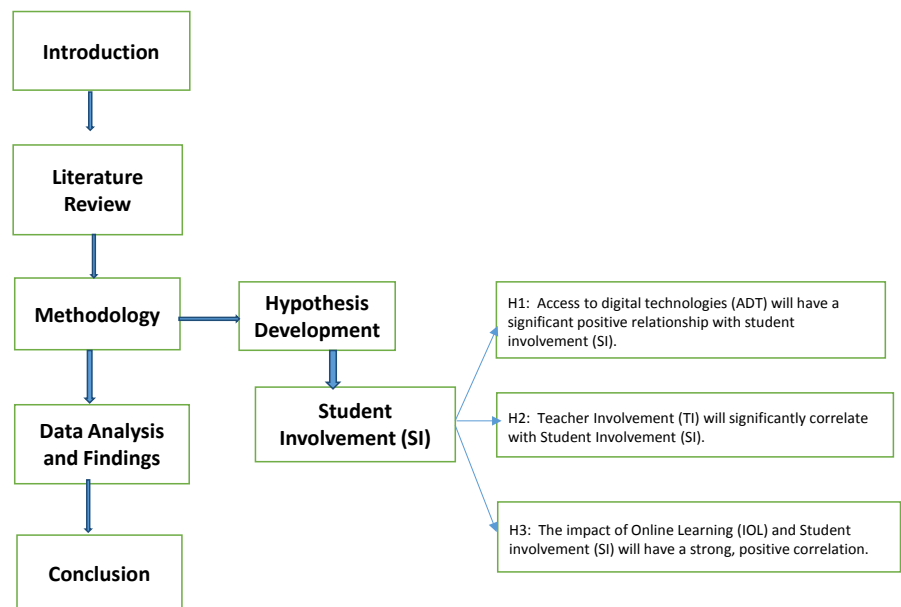 Introduction
Literature
Review
Methodology
Hypothesis
Development
Student
Involvement (SI)
H1:  Access to digital technologies (ADT) will have a
significant positive relationship with student
involvement (SI).
H2:  Teacher Involvement (TI) will significantly correlate
with Student Involvement (SI).
H3:  The impact of Online Learning (IOL) and Student
involvement (SI) will have a strong, positive correlation.
Data Analysis
and Findings
Conclusion